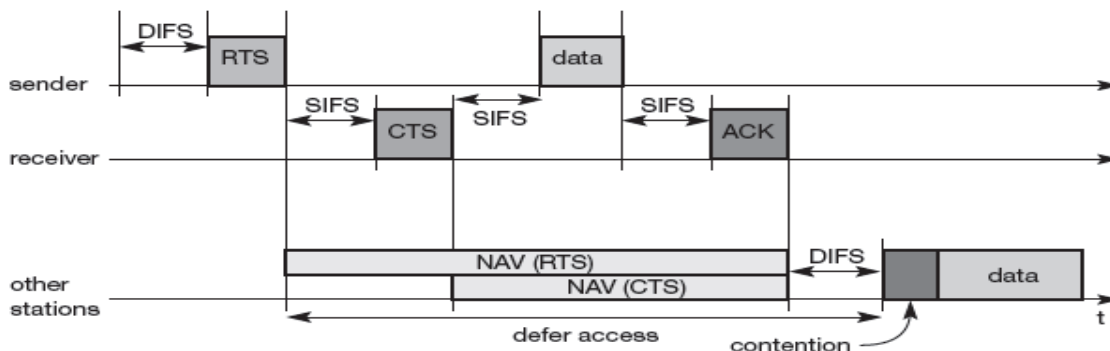 DIFS
RTS
data
sender
SIFS
SIFS
SIFS
CTS
ACK
receiver
NAV (RTS)
DIFS
NAV (CTS)
data
other
stations
t
defer access
contention